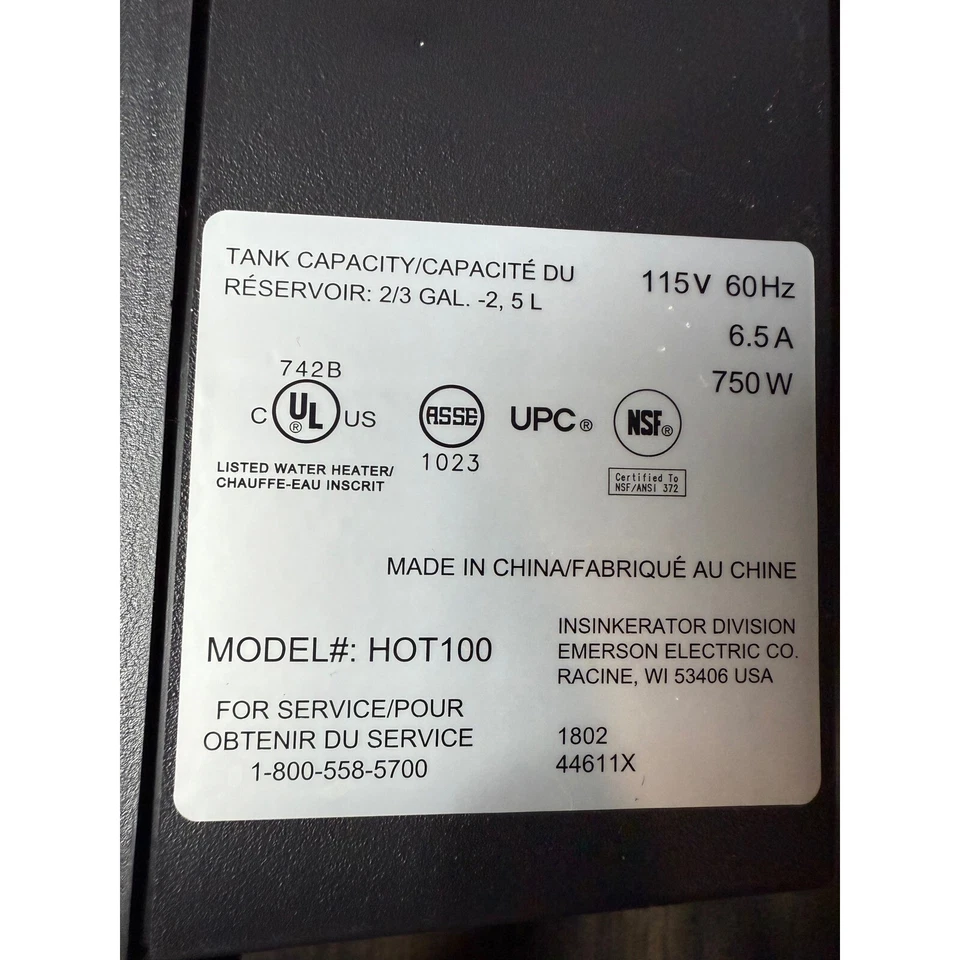 TANK CAPACITY/CAPACITÉ DU
RÉSERVOIR: 2/3 GAL. -2, 5 L
115V 60Hz
6.5 A
750 W
742B
C UL® US
LISTED WATER HEATER/
CHAUFFE-EAU INSCRIT
ASSE
1023
UPC®
NSF®
Certified To
NSF/ANSI 372
MADE IN CHINA/FABRIQUÉ AU CHINE
MODEL#: HOT100
INSINKERATOR DIVISION
EMERSON ELECTRIC CO.
RACINE, WI 53406 USA
FOR SERVICE/POUR
OBTENIR DU SERVICE
1-800-558-5700
1802
44611X